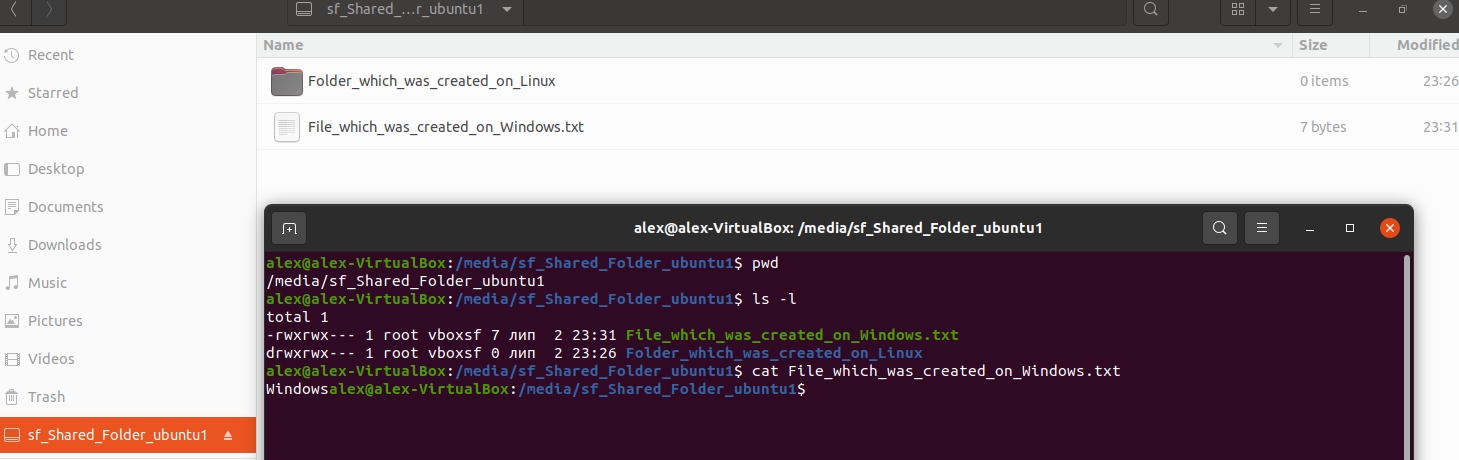 sf_Shared_...r_ubuntu1
Recent
Starred
Home
Desktop
Documents
Downloads
Music
Pictures
Videos
Trash
sf_Shared_Folder_ubuntu1
Name Size Modified
Folder_which_was_created_on_Linux 0 items 23:26
File_which_was_created_on_Windows.txt 7 bytes 23:31
alex@alex-VirtualBox: /media/sf_Shared_Folder_ubuntu1
alex@alex-VirtualBox:/media/sf_Shared_Folder_ubuntu1$ pwd
/media/sf_Shared_Folder_ubuntu1
alex@alex-VirtualBox:/media/sf_Shared_Folder_ubuntu1$ ls -l
total 1
-rwxrwx--- 1 root vboxsf 7 лип  2 23:31 File_which_was_created_on_Windows.txt
drwxrwx--- 1 root vboxsf 0 лип  2 23:26 Folder_which_was_created_on_Linux
alex@alex-VirtualBox:/media/sf_Shared_Folder_ubuntu1$ cat File_which_was_created_on_Windows.txt
Windowsalex@alex-VirtualBox:/media/sf_Shared_Folder_ubuntu1$